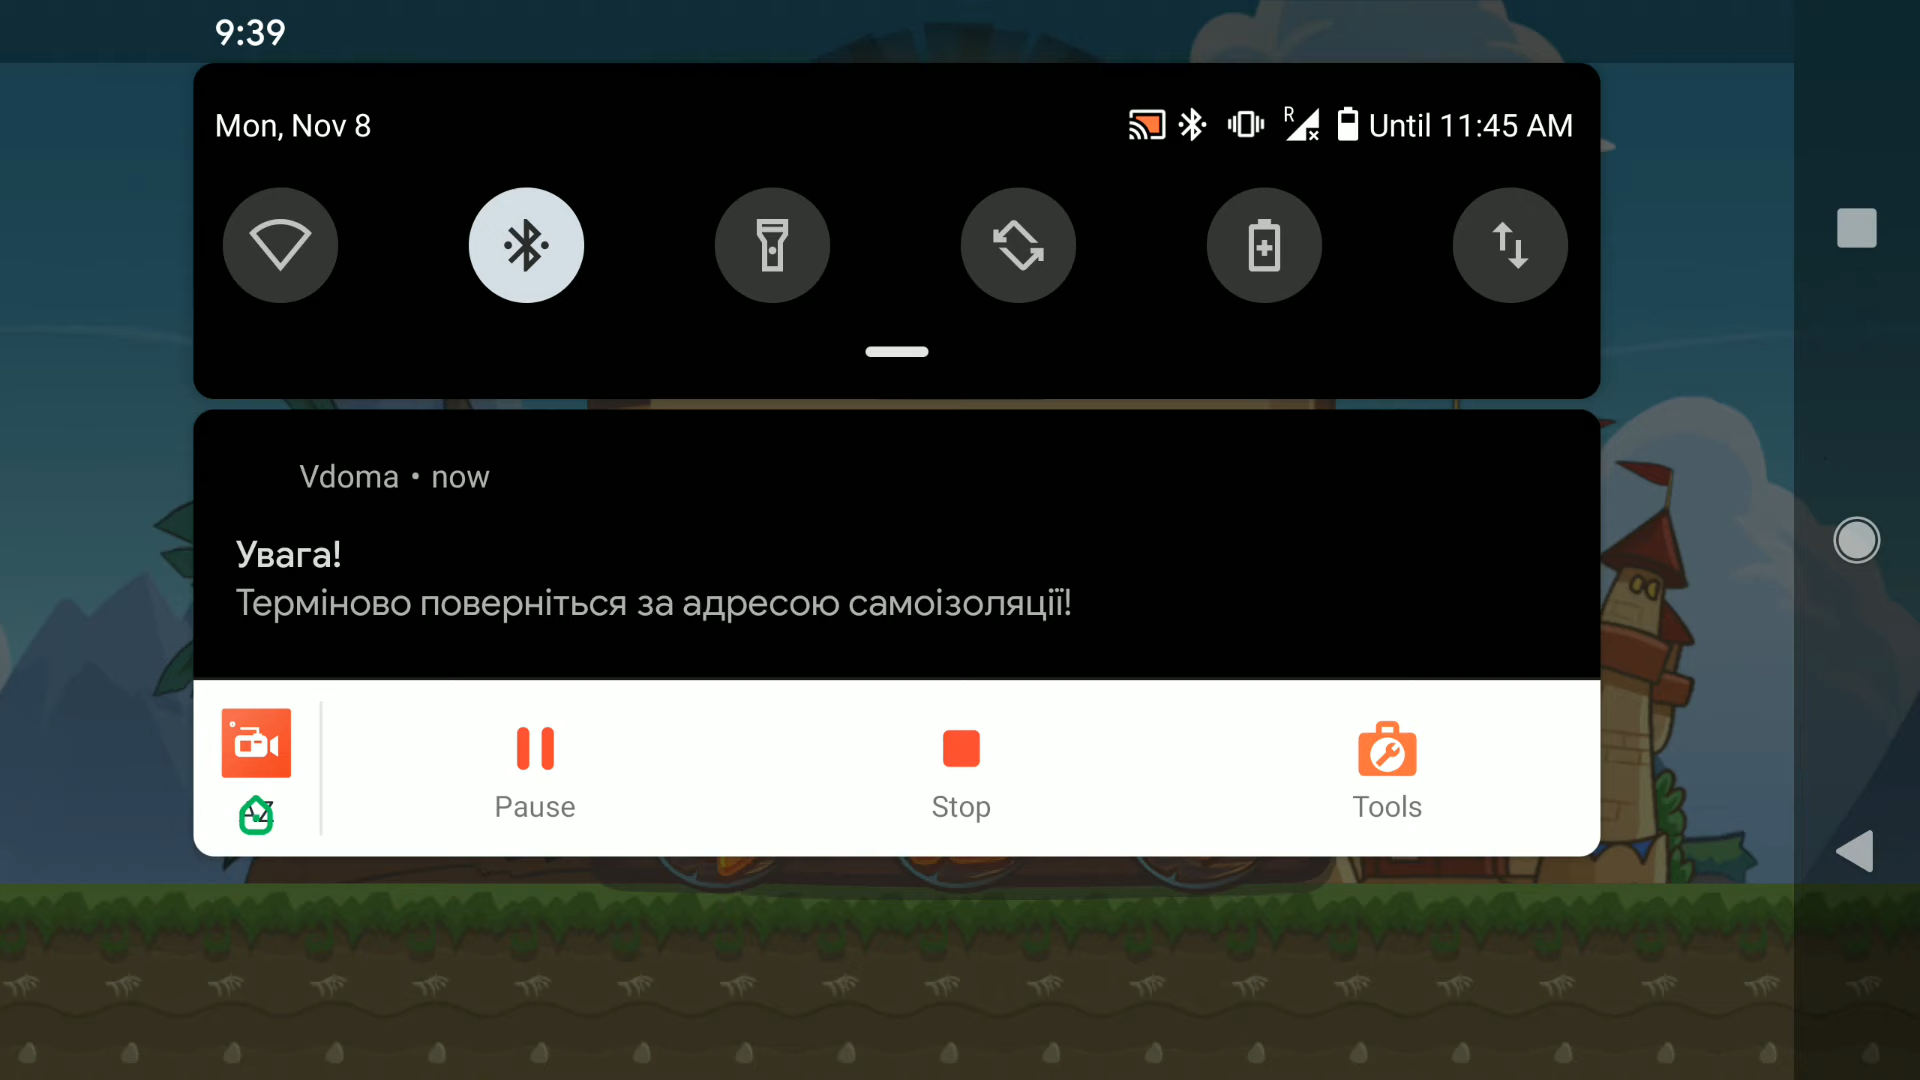 9:39
Mon, Nov 8
R
Until 11:45 AM
Vdoma • now
Увага!
Терміново поверніться за адресою самоізоляції!
AZ
Pause
Stop
Tools